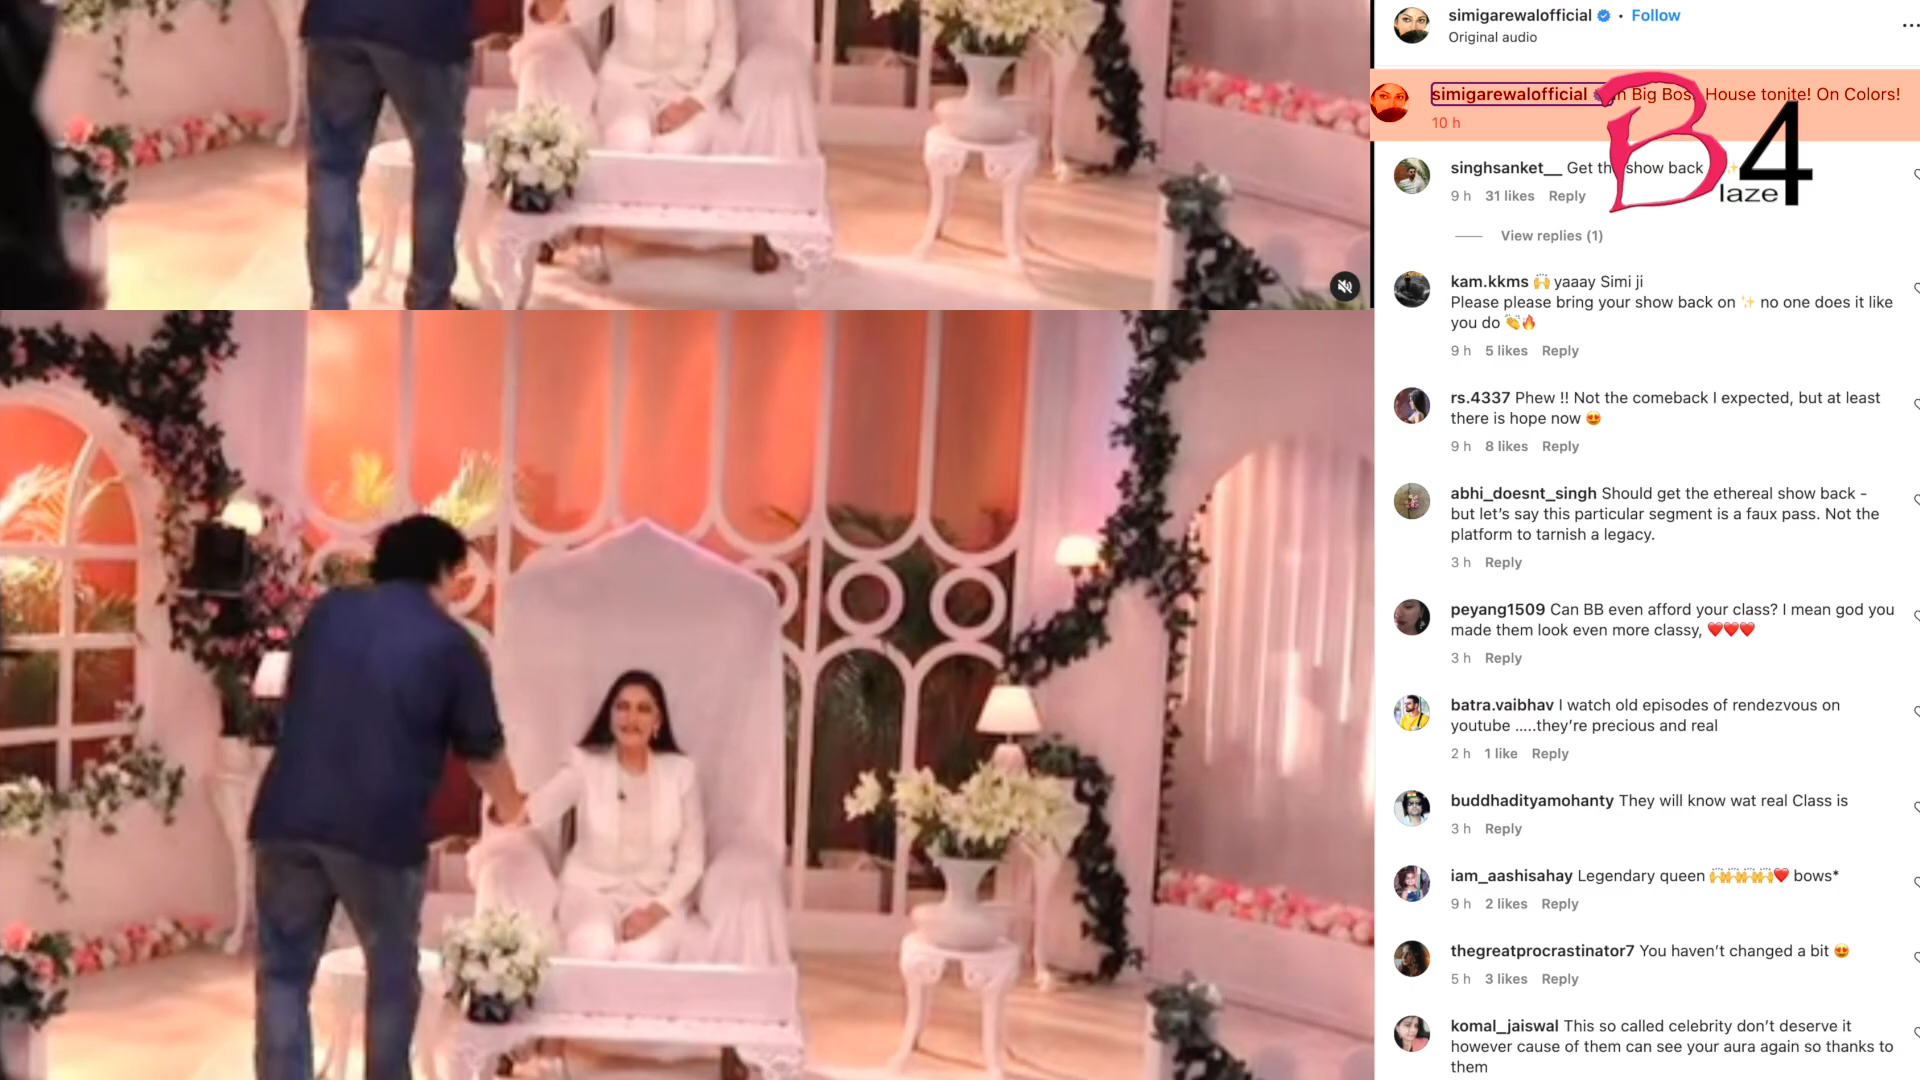 simigarewalofficial • Follow
Original audio
simigarewalofficial In Big Boss House tonite! On Colors!
10 h
B4
laze
singhsanket__ Get the show back
9 h 31 likes Reply
View replies (1)
kam.kkms 🙌 yaaay Simi ji
Please please bring your show back on ✨ no one does it like
you do 👏🔥
9 h 5 likes Reply
rs.4337 Phew !! Not the comeback I expected, but at least
there is hope now 😍
9 h 8 likes Reply
abhi_doesnt_singh Should get the ethereal show back -
but let’s say this particular segment is a faux pass. Not the
platform to tarnish a legacy.
3 h Reply
peyang1509 Can BB even afford your class? I mean god you
made them look even more classy, ❤️❤️❤️
3 h Reply
batra.vaibhav I watch old episodes of rendezvous on
youtube .....they’re precious and real
2 h 1 like Reply
buddhadityamohanty They will know wat real Class is
3 h Reply
iam_aashisahay Legendary queen 🙌🙌🙌🙌❤️ bows*
9 h 2 likes Reply
thegreatprocrastinator7 You haven’t changed a bit 😍
5 h 3 likes Reply
komal_jaiswal This so called celebrity don’t deserve it
however cause of them can see your aura again so thanks to
them